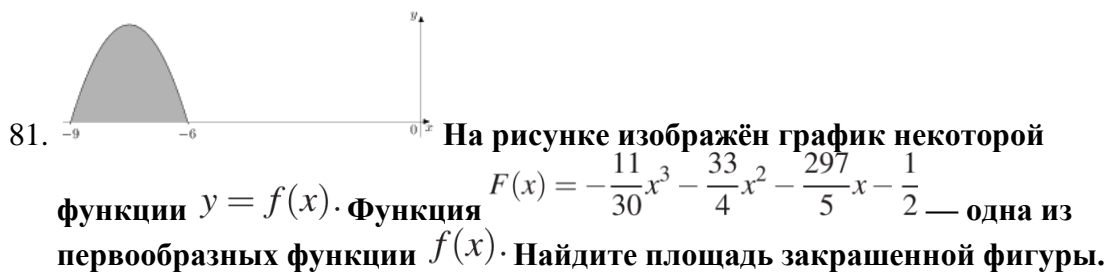 y
−9 −6 0 x
81. На рисунке изображён график некоторой
функции y = f(x). Функция F(x) = −11/30x³ − 33/4x² − 297/5x − 1/2 — одна из
первообразных функции f(x). Найдите площадь закрашенной фигуры.